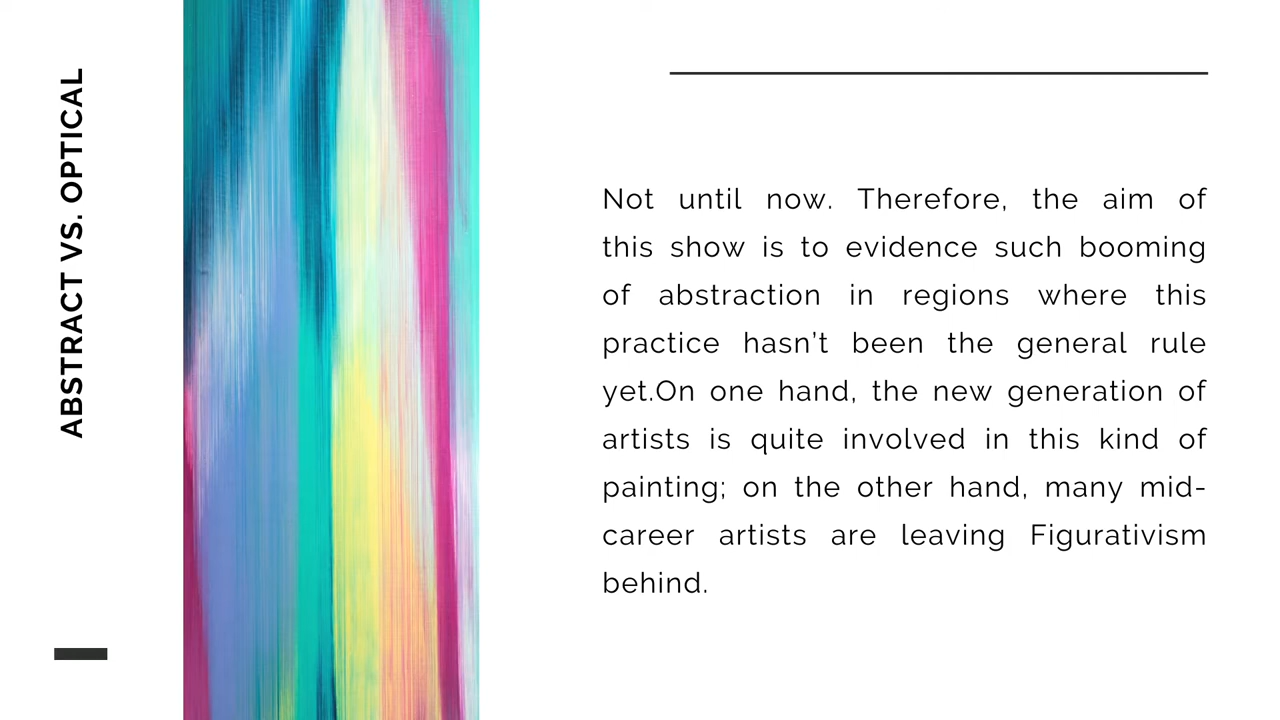 ABSTRACT VS. OPTICAL
Not until now. Therefore, the aim of
this show is to evidence such booming
of abstraction in regions where this
practice hasn’t been the general rule
yet.On one hand, the new generation of
artists is quite involved in this kind of
painting; on the other hand, many mid-
career artists are leaving Figurativism
behind.